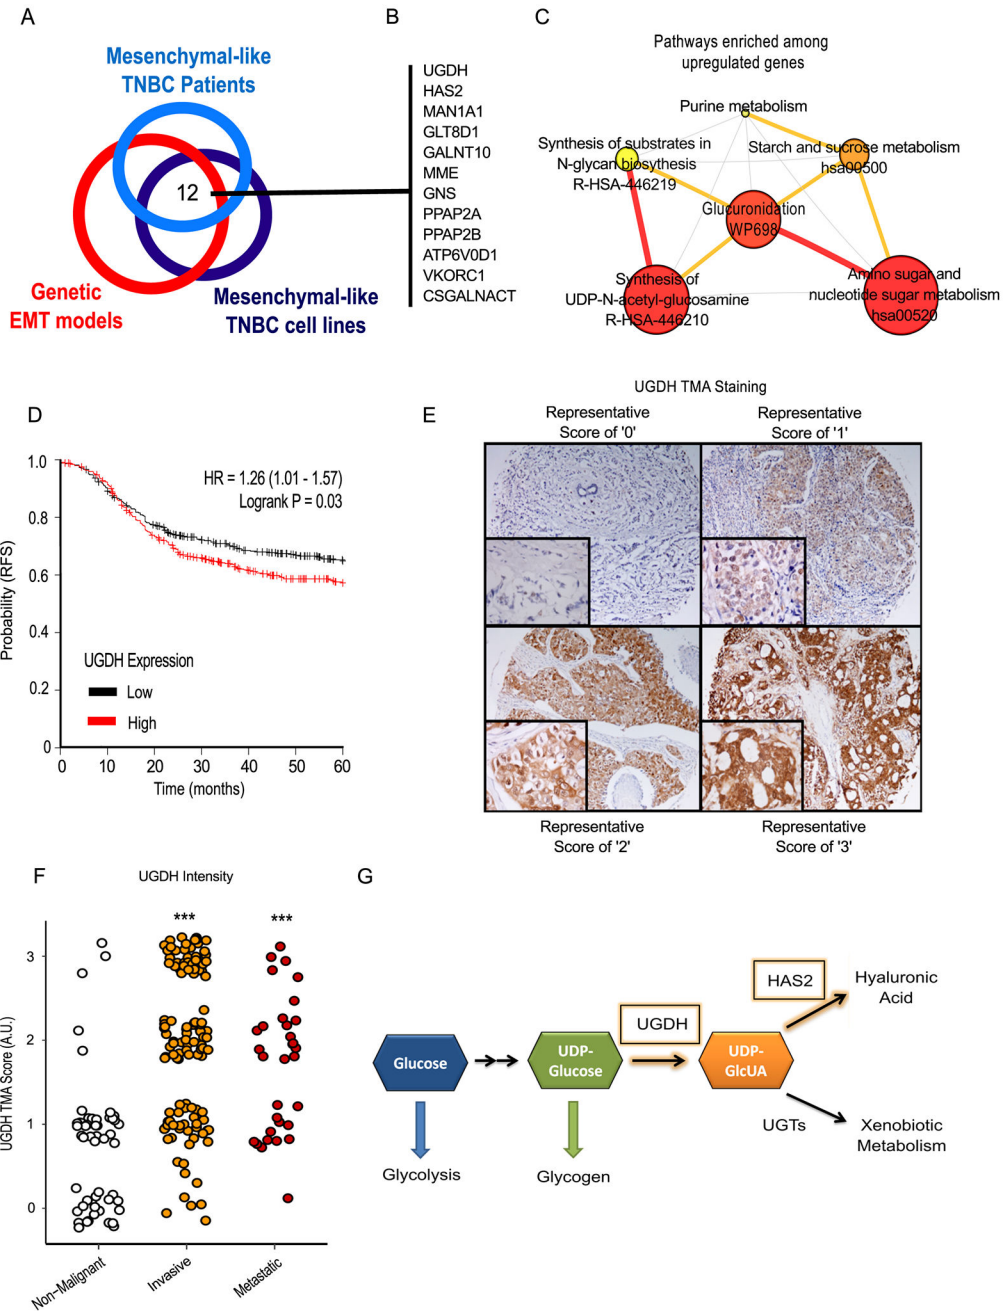 A
Mesenchymal-like
TNBC Patients
12
Genetic
EMT models
Mesenchymal-like
TNBC cell lines
B
UGDH
HAS2
MAN1A1
GLT8D1
GALNT10
MME
GNS
PPAP2A
PPAP2B
ATP6V0D1
VKORC1
CSGALNACT
C
Pathways enriched among
upregulated genes
Purine metabolism
Synthesis of substrates in
N-glycan biosythesis
R-HSA-446219
Starch and sucrose metabolism
hsa00500
Glucuronidation
WP698
Synthesis of
UDP-N-acetyl-glucosamine
R-HSA-446210
Amino sugar and
nucleotide sugar metabolism
hsa00520
D
Probability (RFS)
1.0
0.8
0.6
0.4
0.2
0
HR = 1.26 (1.01 - 1.57)
Logrank P = 0.03
UGDH Expression
Low
High
0 10 20 30 40 50 60
Time (months)
E
UGDH TMA Staining
Representative
Score of '0'
Representative
Score of '1'
Representative
Score of '2'
Representative
Score of '3'
F
UGDH Intensity
*** ***
UGDH TMA Score (A.U.)
3
2
1
0
Non-Malignant
Invasive
Metastatic
G
Glucose
Glycolysis
UDP-
Glucose
Glycogen
UGDH
UDP-
GlcUA
HAS2
Hyaluronic
Acid
UGTs
Xenobiotic
Metabolism